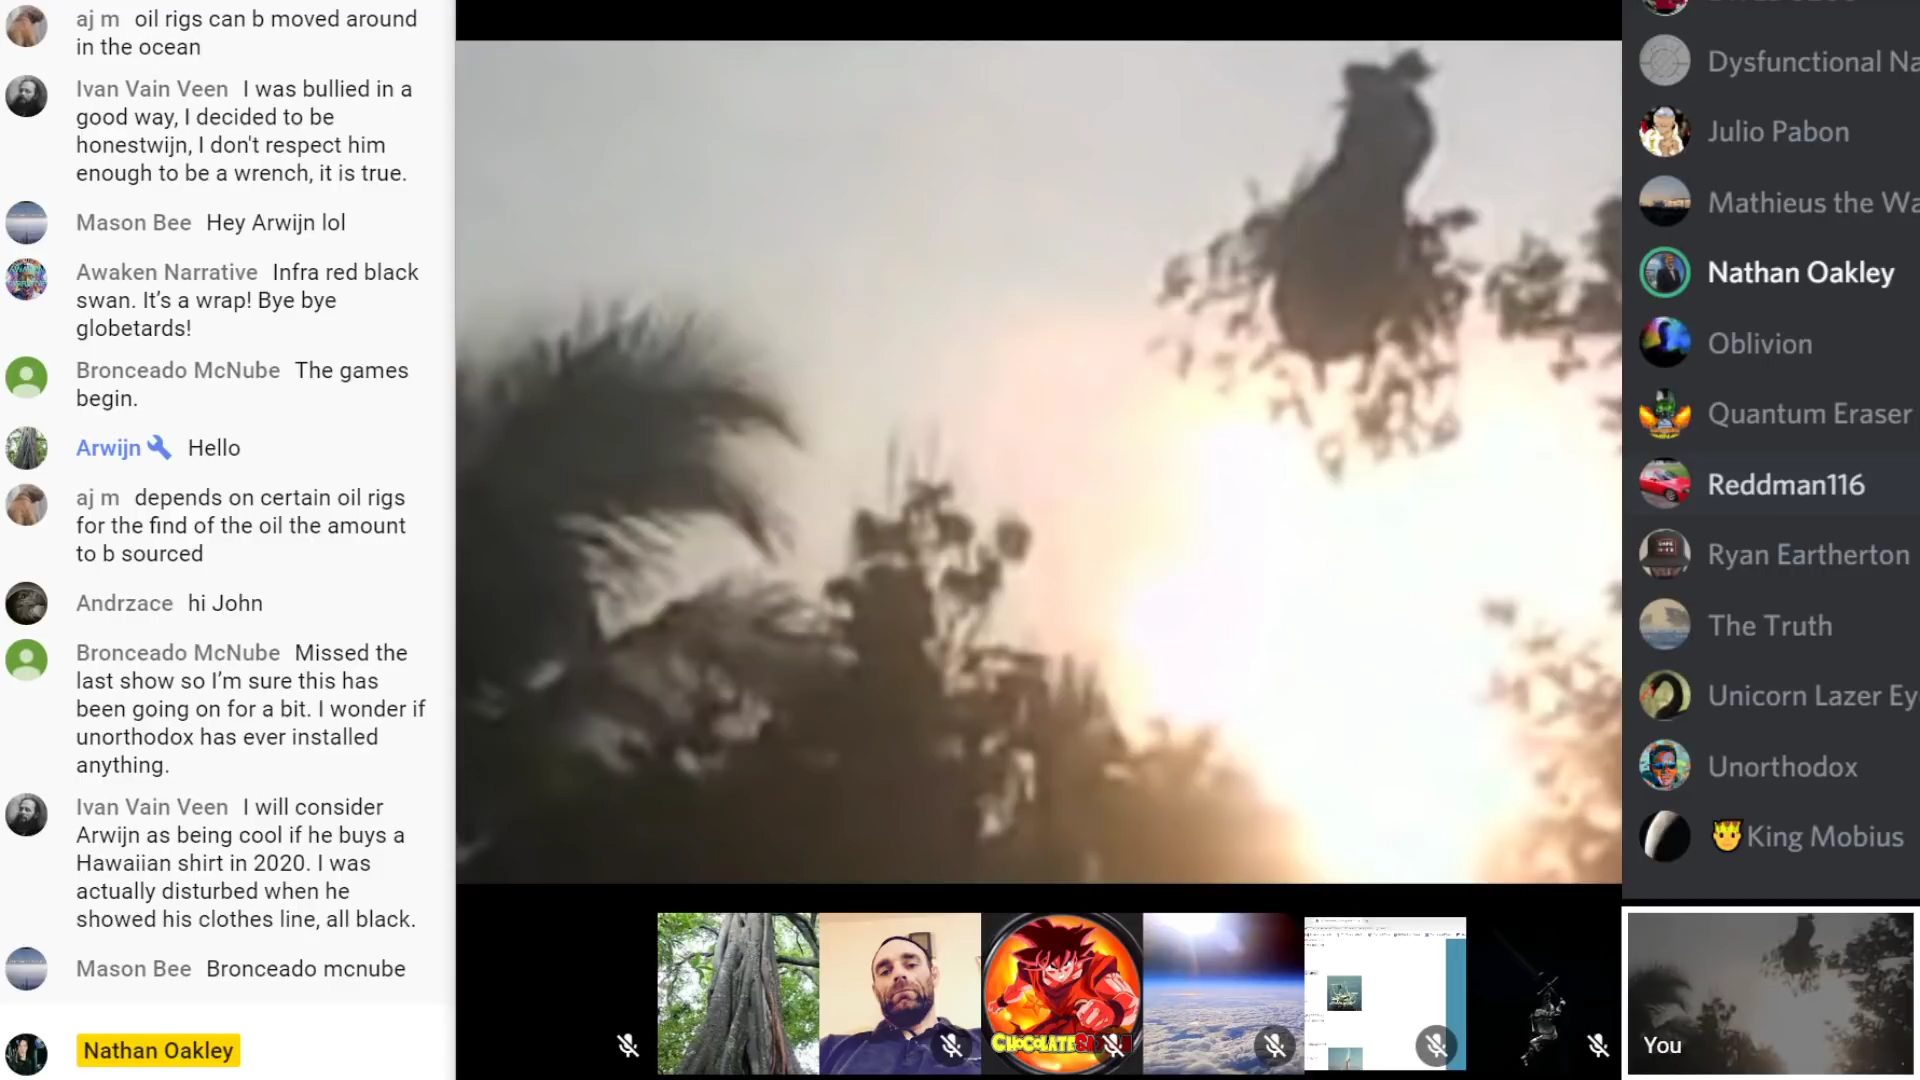 aj m oil rigs can b moved around
in the ocean
Ivan Vain Veen I was bullied in a
good way, I decided to be
honestwijn, I don't respect him
enough to be a wrench, it is true.
Mason Bee Hey Arwijn lol
Awaken Narrative Infra red black
swan. It’s a wrap! Bye bye
globetards!
Bronceado McNube The games
begin.
Arwijn Hello
aj m depends on certain oil rigs
for the find of the oil the amount
to b sourced
Andrzace hi John
Bronceado McNube Missed the
last show so I’m sure this has
been going on for a bit. I wonder if
unorthodox has ever installed
anything.
Ivan Vain Veen I will consider
Arwijn as being cool if he buys a
Hawaiian shirt in 2020. I was
actually disturbed when he
showed his clothes line, all black.
Mason Bee Bronceado mcnube
Nathan Oakley
Dysfunctional Na
Julio Pabon
Mathieus the Wa
Nathan Oakley
Oblivion
Quantum Eraser
Reddman116
Ryan Eartherton
The Truth
Unicorn Lazer Ey
Unorthodox
King Mobius
You